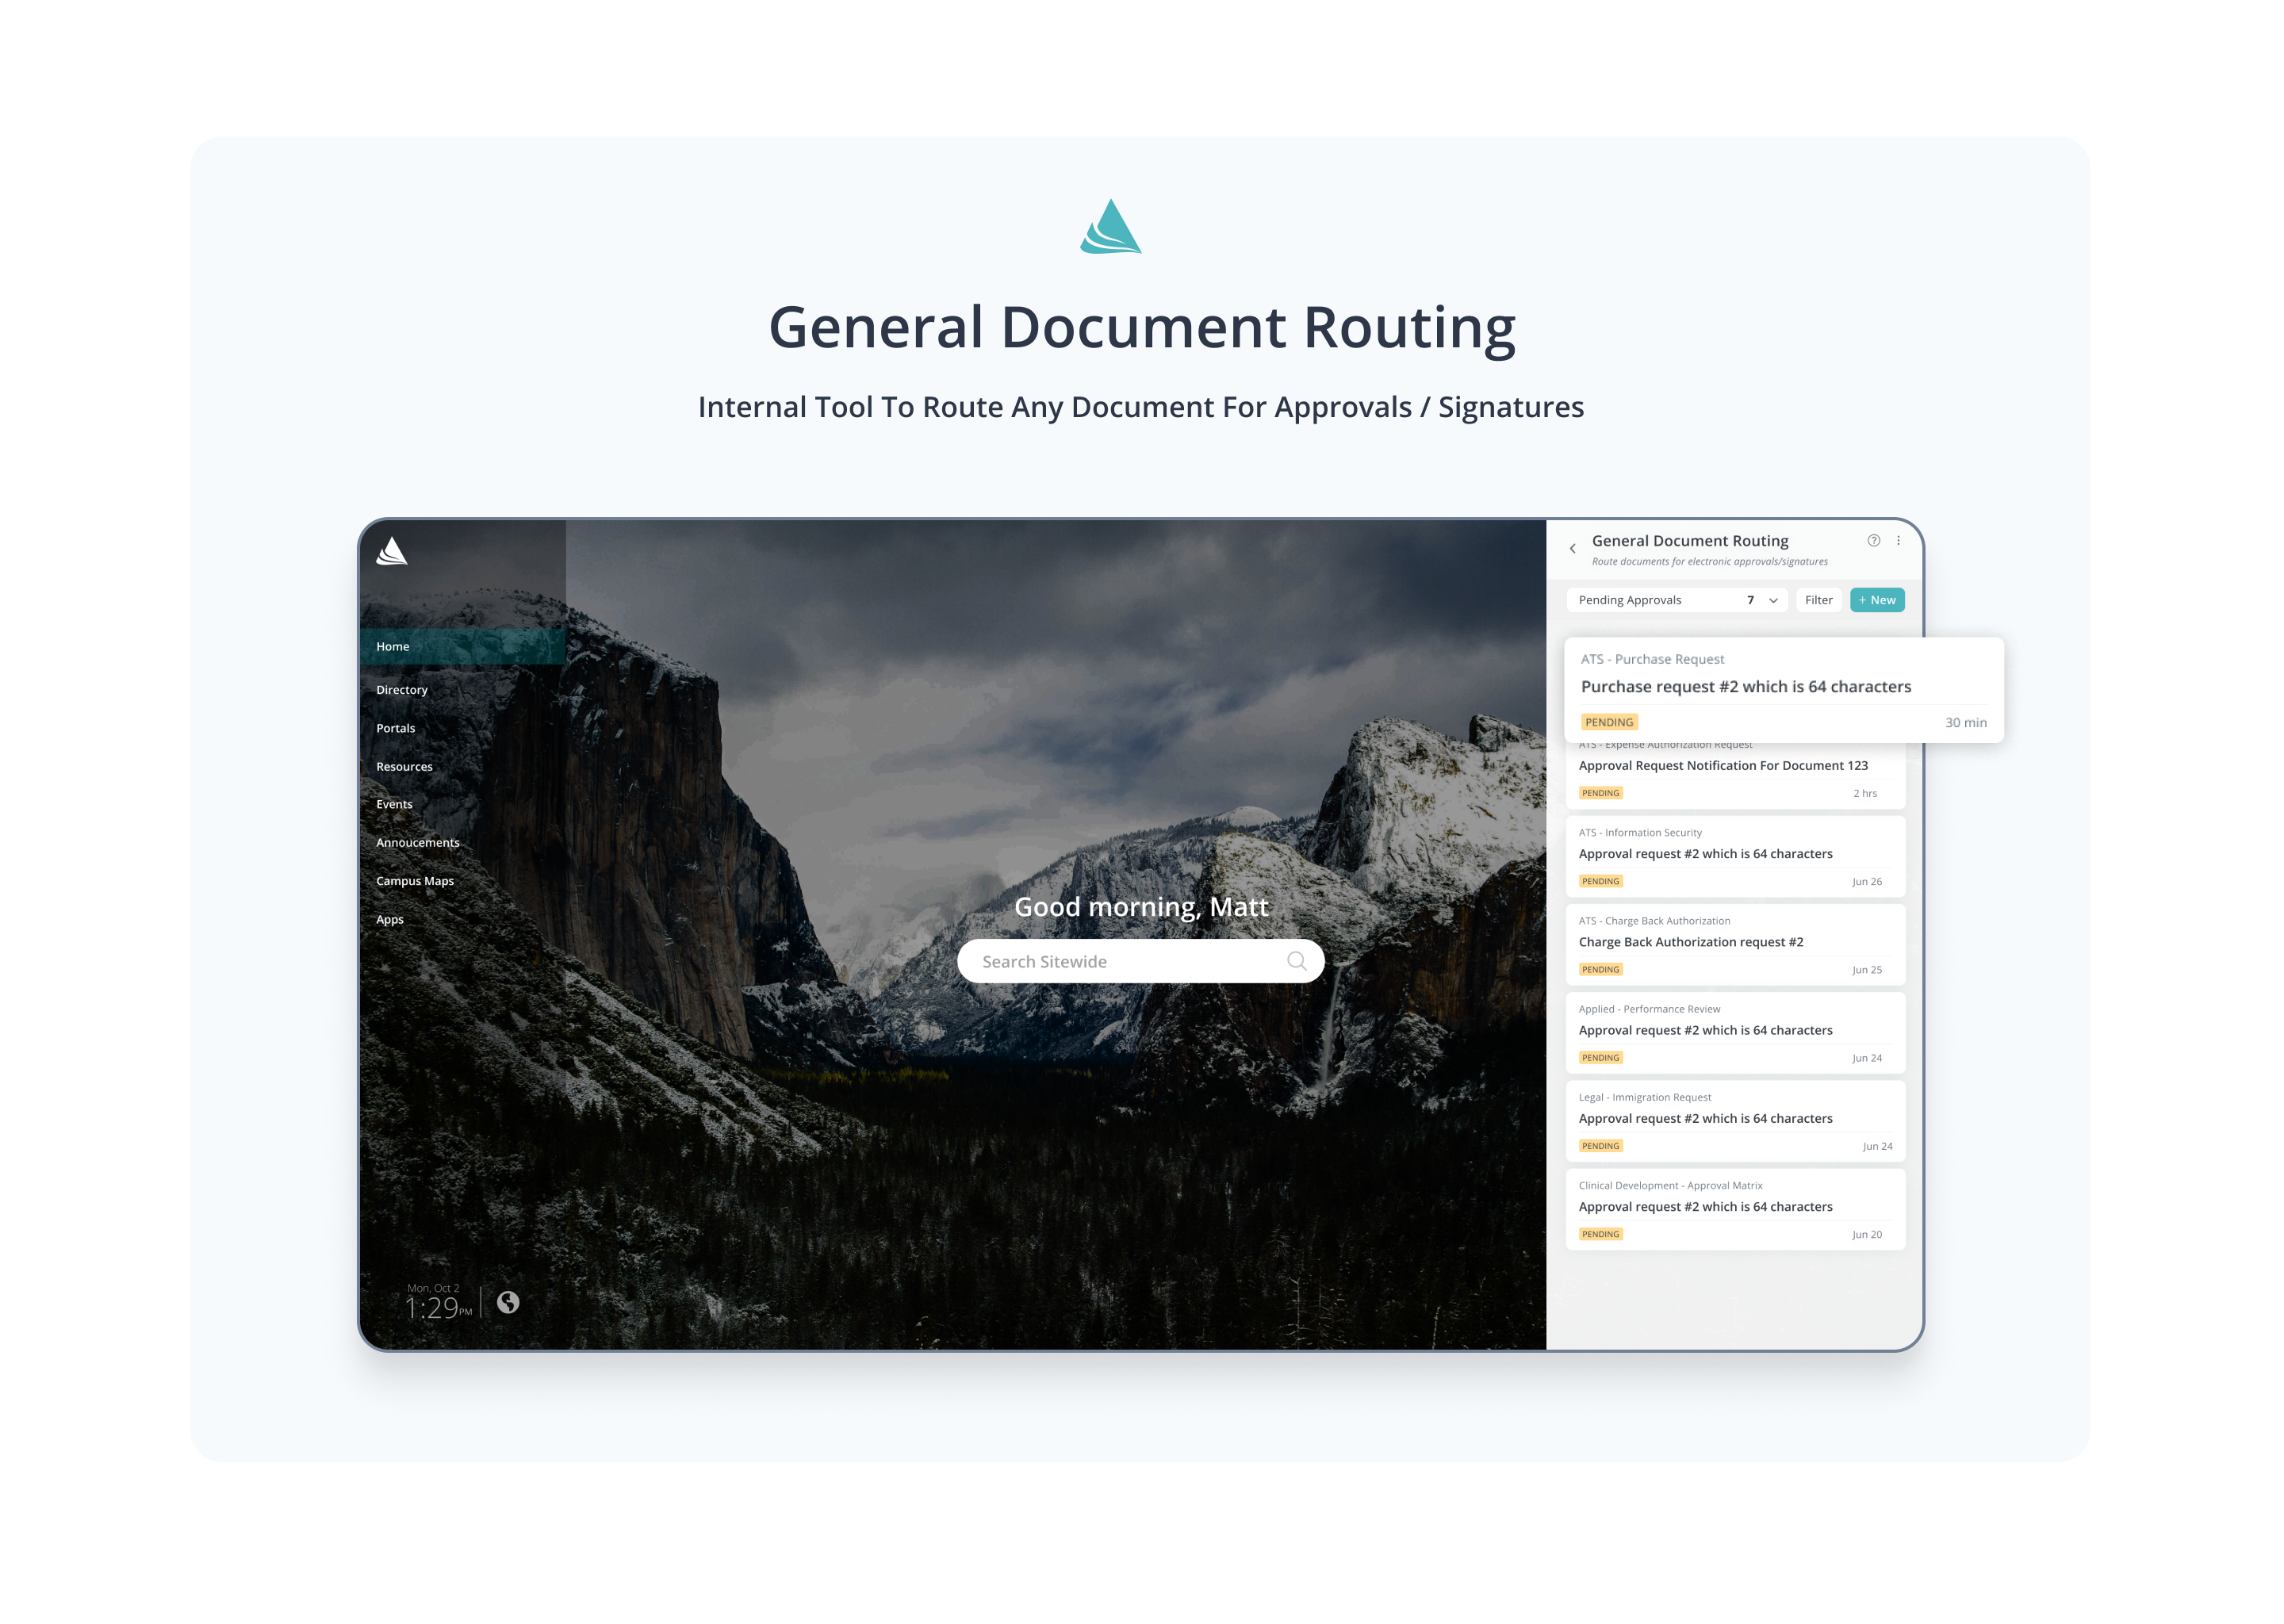 General Document Routing
Internal Tool To Route Any Document For Approvals / Signatures
Home
Directory
Portals
Resources
Events
Annoucements
Campus Maps
Apps
Mon, Oct 2
1:29PM
Good morning, Matt
Search Sitewide
General Document Routing
Route documents for electronic approvals/signatures
Pending Approvals 7 Filter + New
ATS - Purchase Request
Purchase request #2 which is 64 characters
PENDING 30 min
ATS - Expense Authorization Request
Approval Request Notification For Document 123
PENDING 2 hrs
ATS - Information Security
Approval request #2 which is 64 characters
PENDING Jun 26
ATS - Charge Back Authorization
Charge Back Authorization request #2
PENDING Jun 25
Applied - Performance Review
Approval request #2 which is 64 characters
PENDING Jun 24
Legal - Immigration Request
Approval request #2 which is 64 characters
PENDING Jun 24
Clinical Development - Approval Matrix
Approval request #2 which is 64 characters
PENDING Jun 20